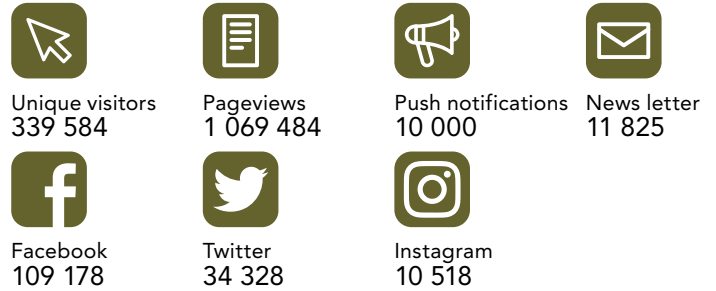 Unique visitors
339 584
Pageviews
1 069 484
Push notifications
10 000
News letter
11 825
Facebook
109 178
Twitter
34 328
Instagram
10 518